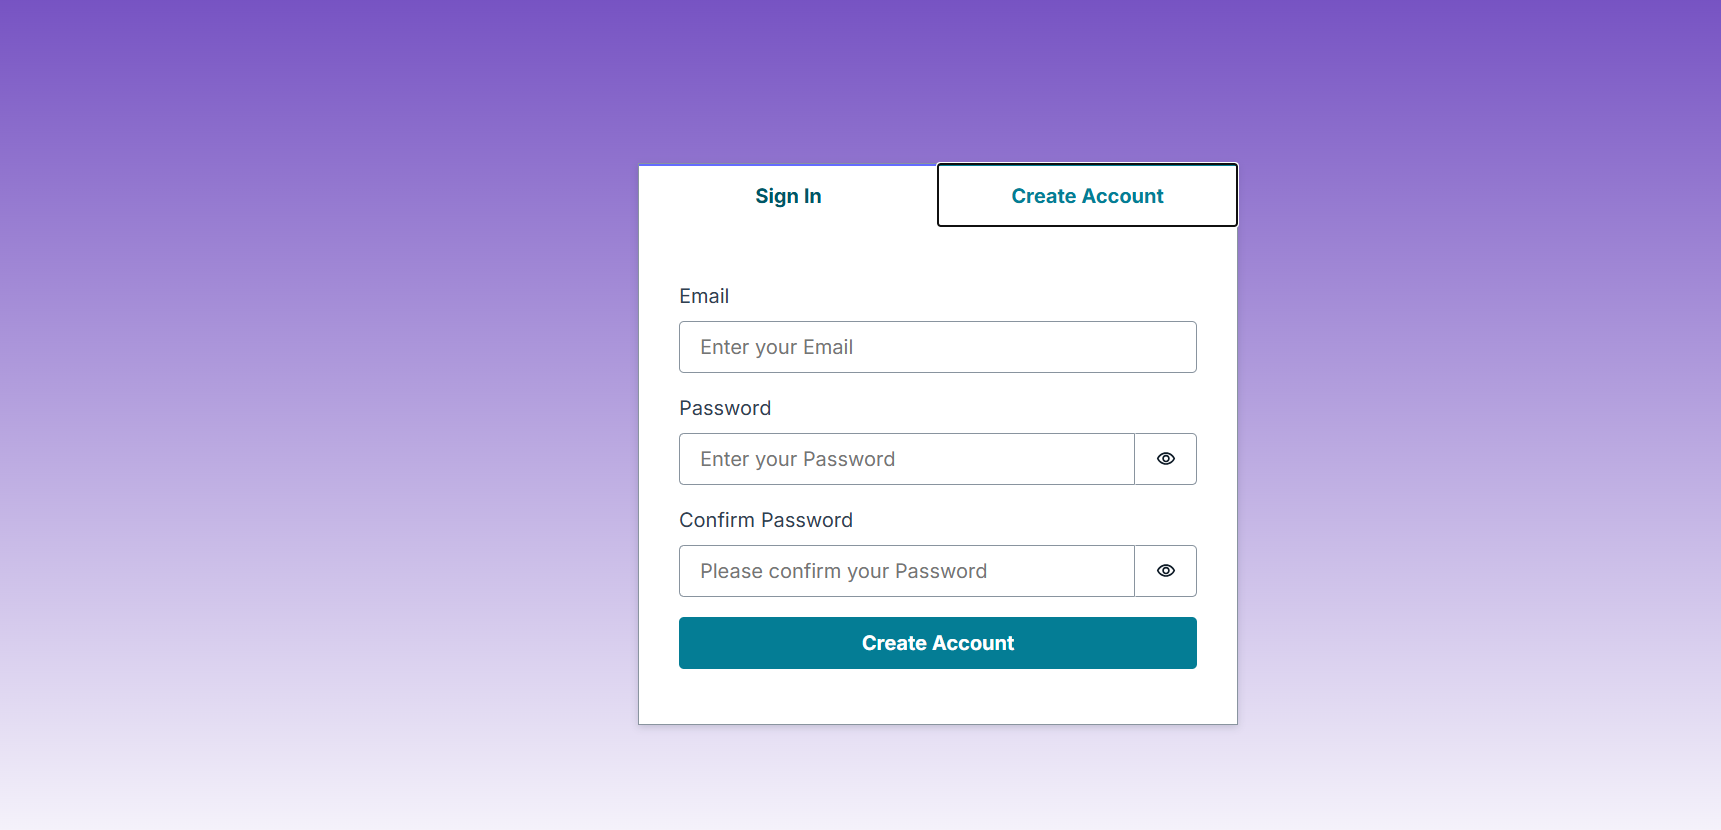 Sign In
Create Account
Email
Enter your Email
Password
Enter your Password
Confirm Password
Please confirm your Password
Create Account